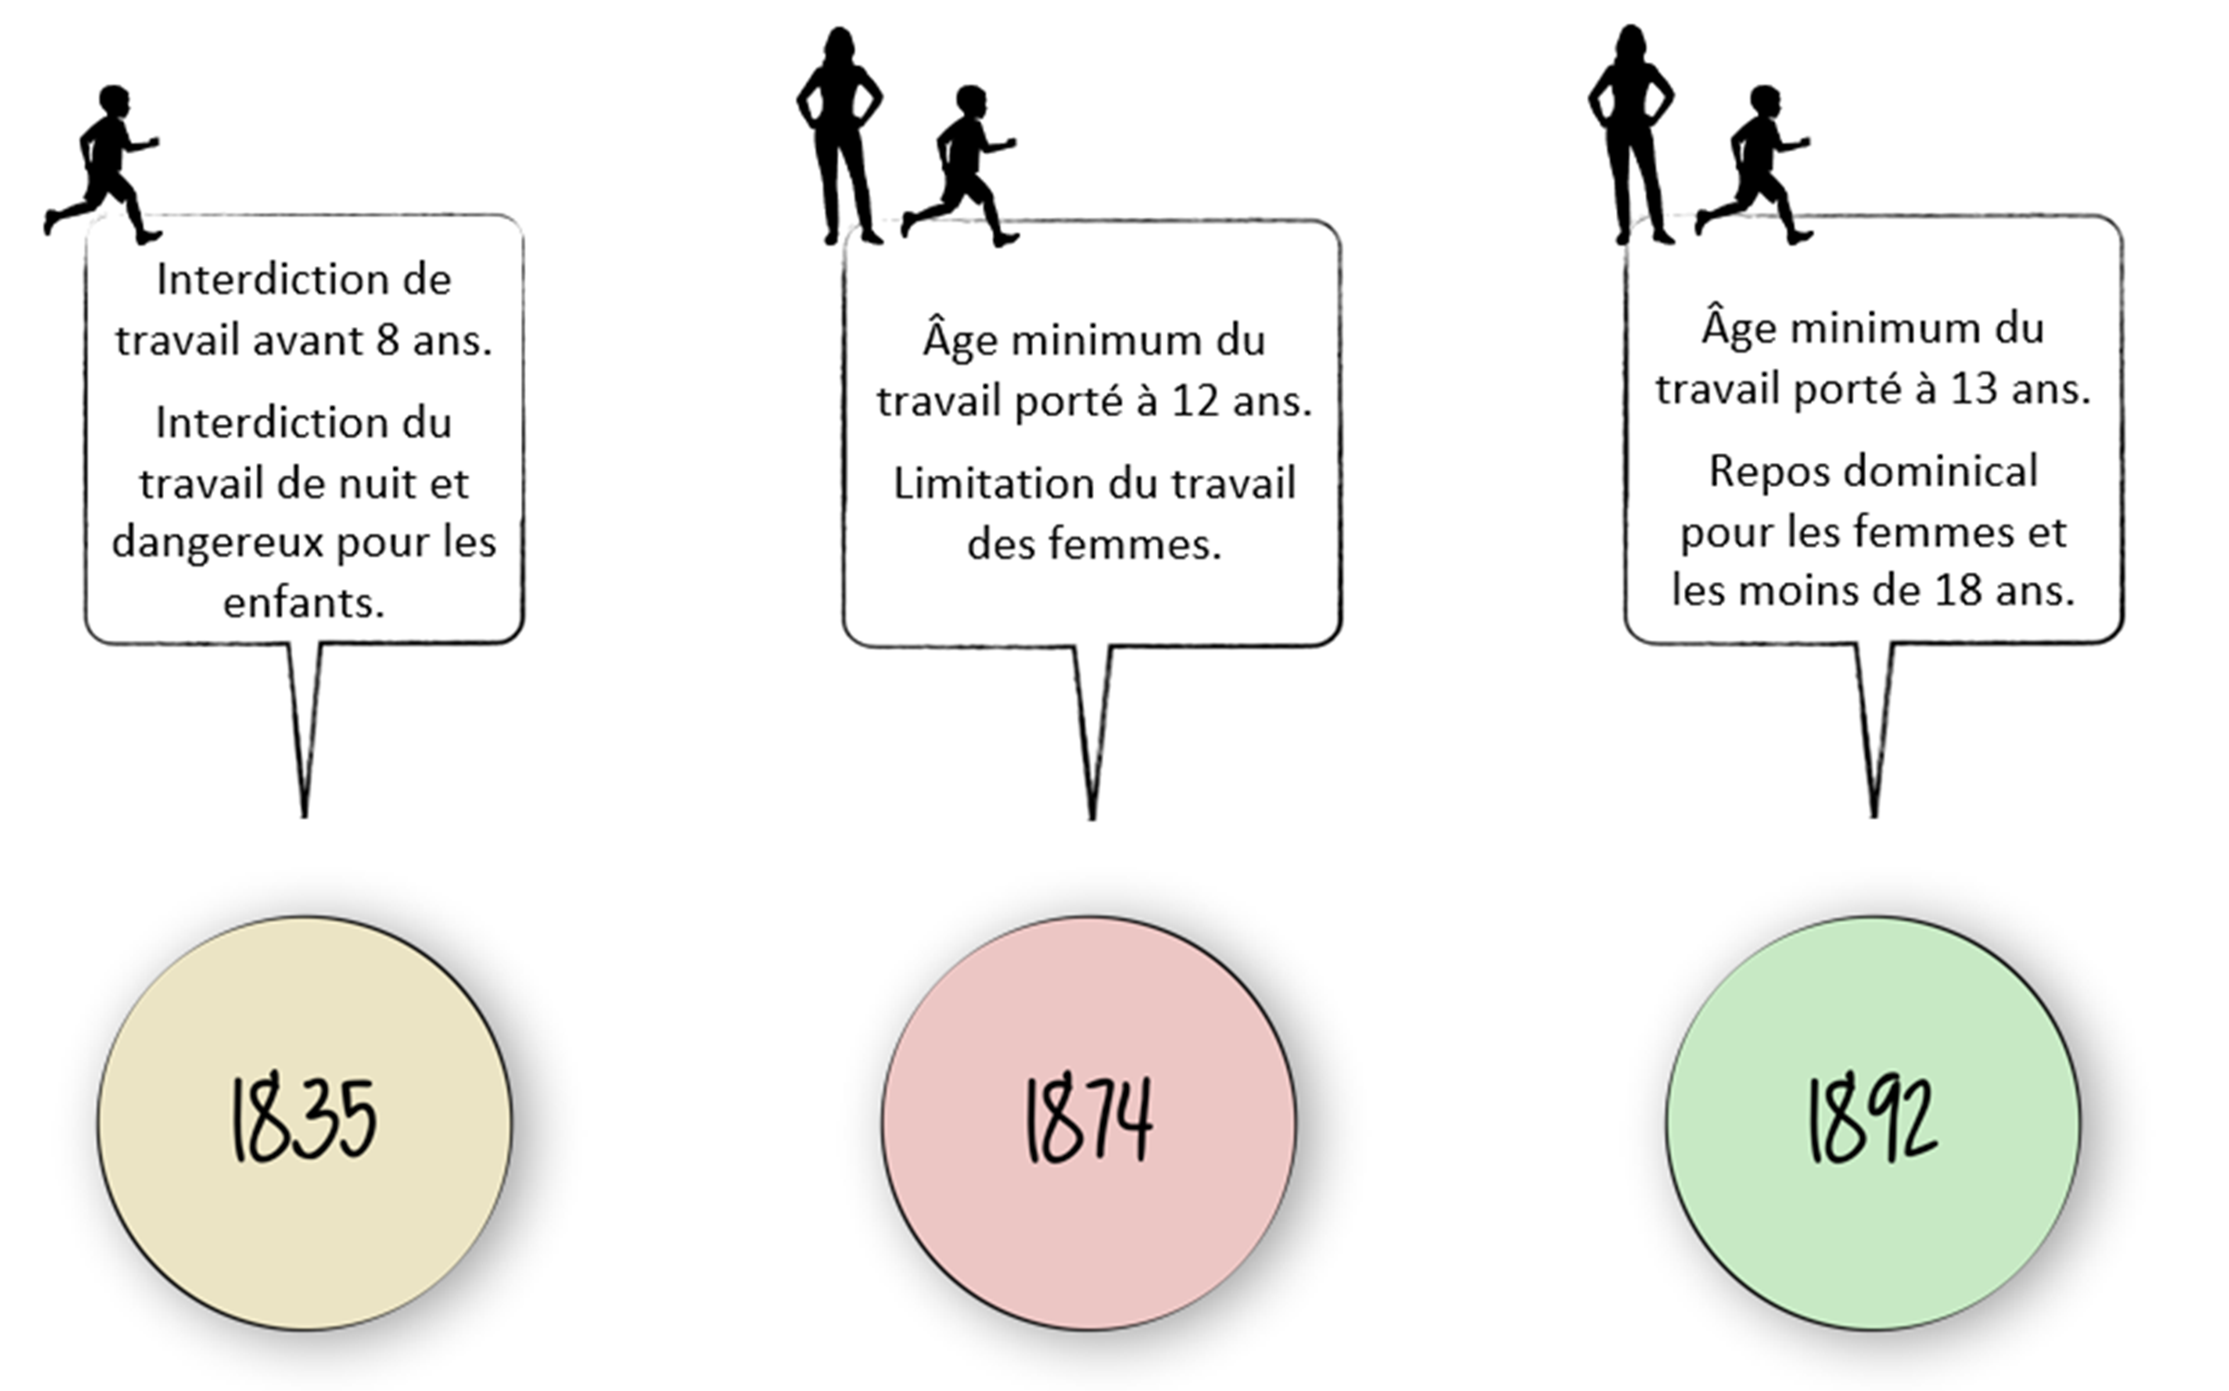 Interdiction de
travail avant 8 ans.
Interdiction du
travail de nuit et
dangereux pour les
enfants.
1835
Âge minimum du
travail porté à 12 ans.
Limitation du travail
des femmes.
1874
Âge minimum du
travail porté à 13 ans.
Repos dominical
pour les femmes et
les moins de 18 ans.
1892